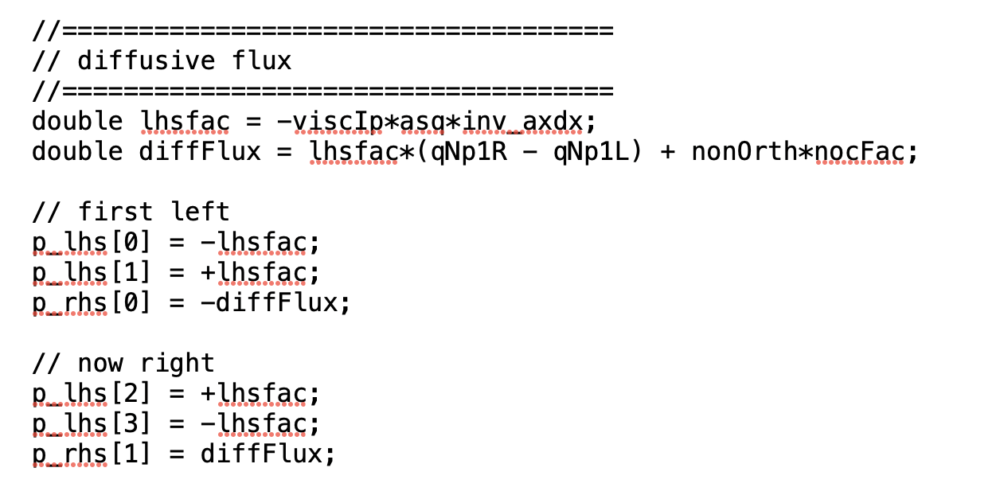 //====================================
// diffusive flux
//====================================
double lhsfac = -viscIp*asq*inv_axdx;
double diffFlux = lhsfac*(qNp1R - qNp1L) + nonOrth*nocFac;
// first left
p_lhs[0] = -lhsfac;
p_lhs[1] = +lhsfac;
p_rhs[0] = -diffFlux;
// now right
p_lhs[2] = +lhsfac;
p_lhs[3] = -lhsfac;
p_rhs[1] = diffFlux;